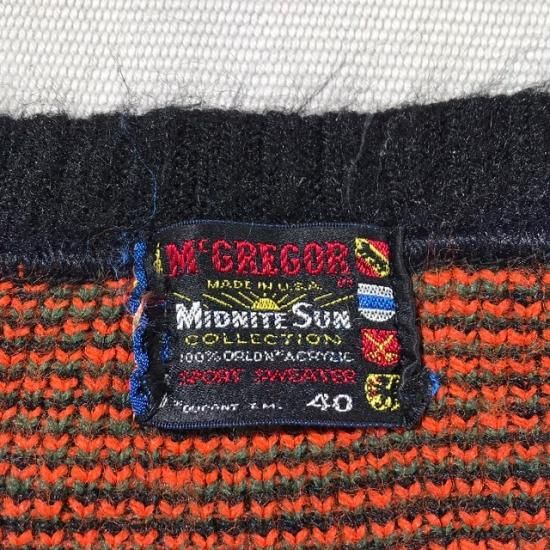 McGREGOR
MADE IN U.S.A.
MIDNITE SUN
COLLECTION
100% ORLON* ACRYLIC
SPORT SWEATER
*DUPONT T.M. 40